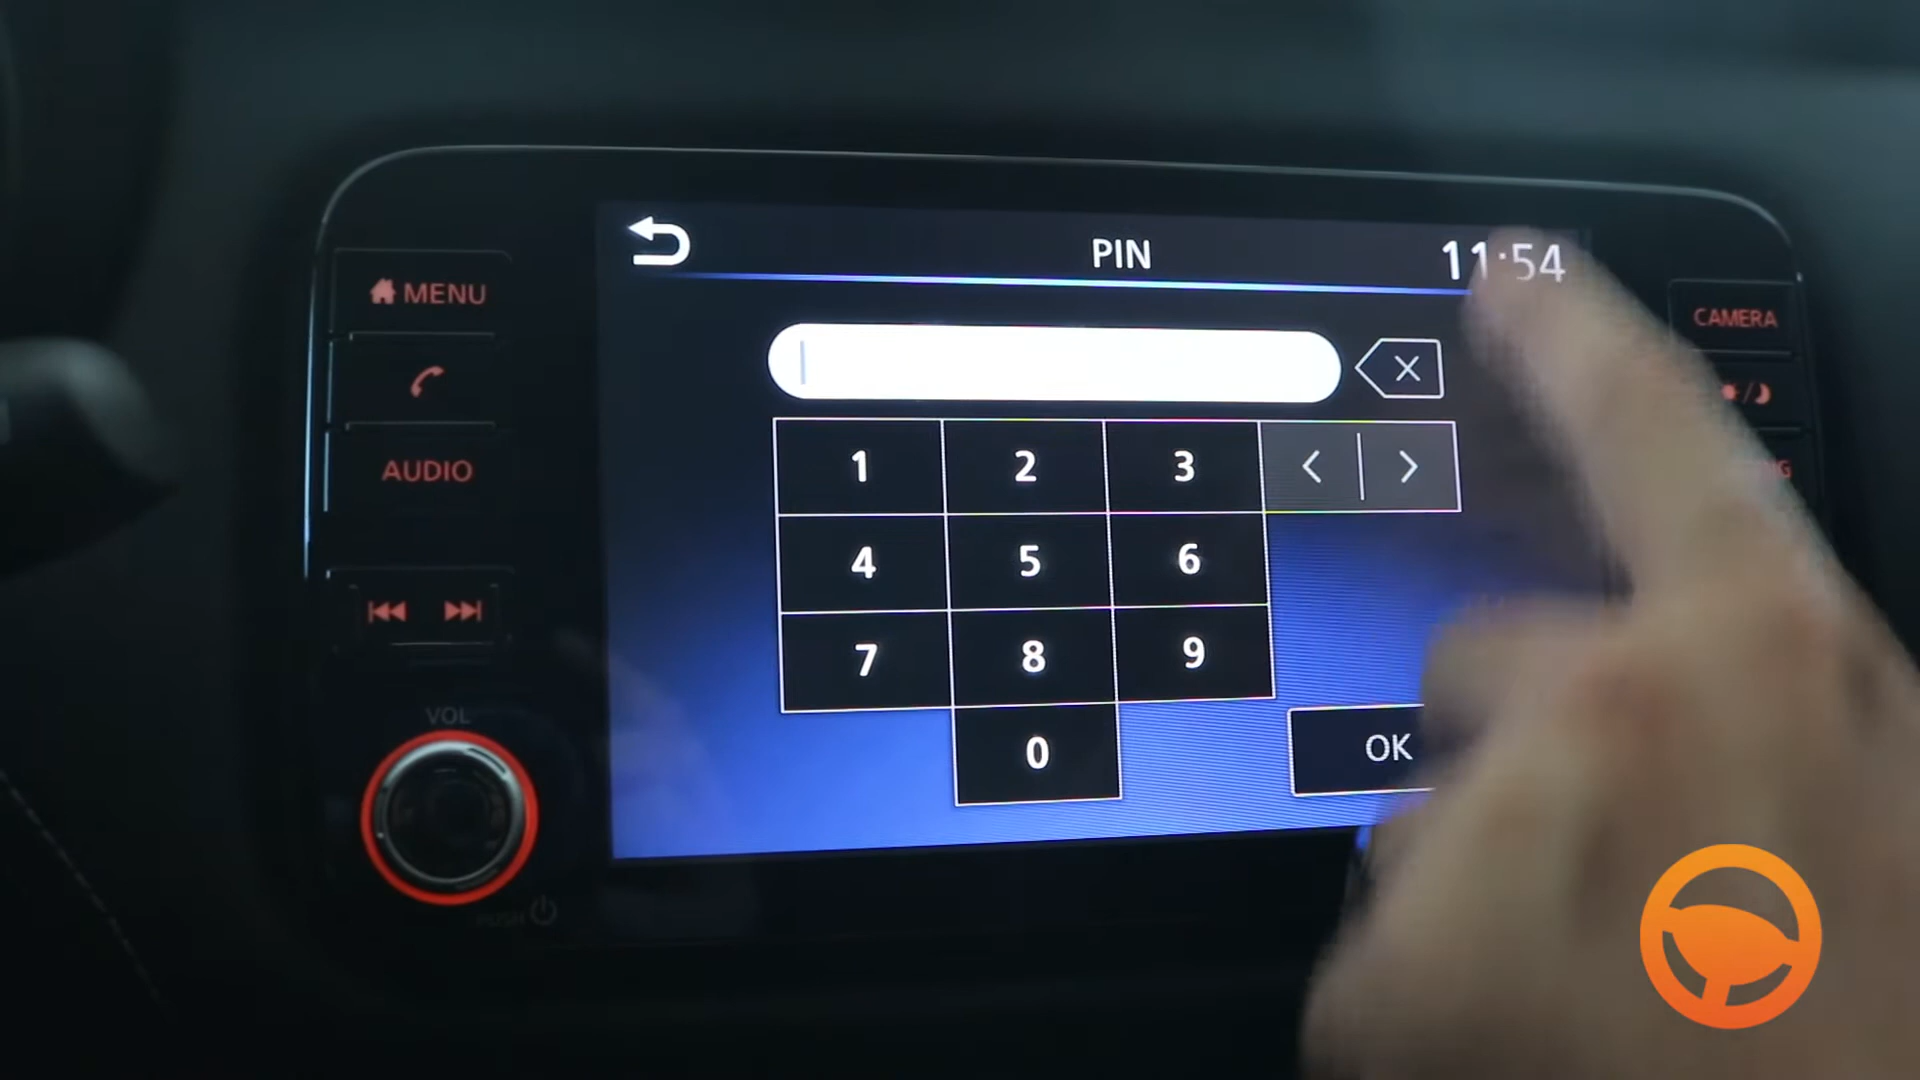 PIN
11:54
MENU
CAMERA
AUDIO
1 2 3 < >
4 5 6
7 8 9
0
OK
VOL
PUSH